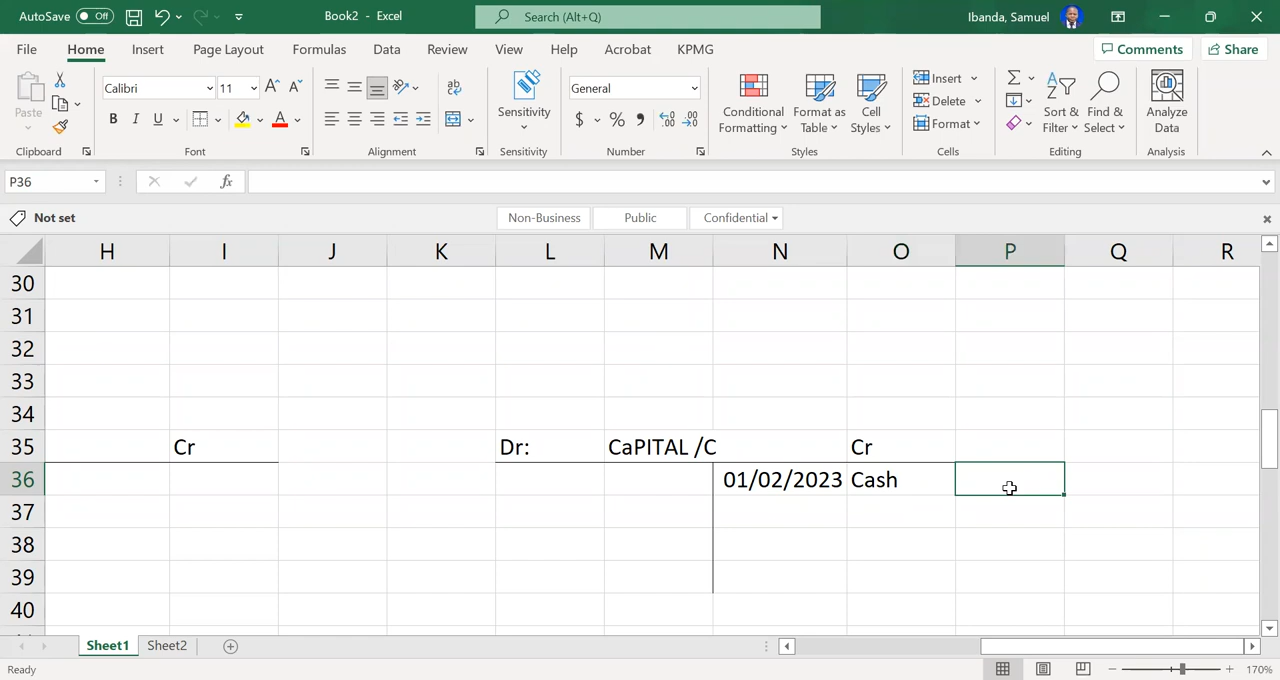 AutoSave Off Book2 - Excel Search (Alt+Q) Ibanda, Samuel
File Home Insert Page Layout Formulas Data Review View Help Acrobat KPMG Comments Share
Paste
Calibri 11
General
$ % 9
Sensitivity
Conditional Formatting
Format as Table
Cell Styles
Insert
Delete
Format
Sort & Filter
Find & Select
Analyze Data
Clipboard Font Alignment Sensitivity Number Styles Cells Editing Analysis
P36 fx
Not set Non-Business Public Confidential
H I J K L M N O P Q R
30
31
32
33
34
35 Cr Dr: CaPITAL /C Cr
36 01/02/2023 Cash
37
38
39
40
Sheet1 Sheet2
Ready 170%